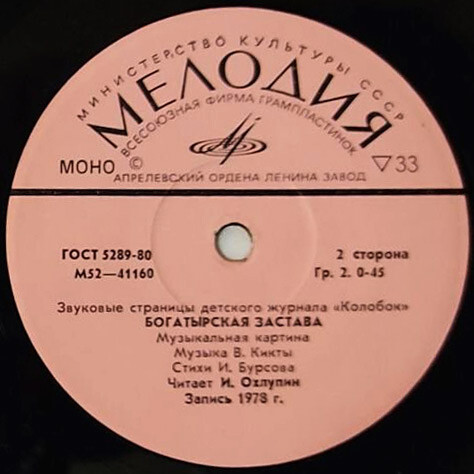 МИНИСТЕРСТВО КУЛЬТУРЫ СССР
МЕЛОДИЯ
ВСЕСОЮЗНАЯ ФИРМА ГРАМПЛАСТИНОК
МОНО © ▽ 33
АПРЕЛЕВСКИЙ ОРДЕНА ЛЕНИНА ЗАВОД
ГОСТ 5289-80 2 сторона
М52—41160 Гр. 2. 0-45
Звуковые страницы детского журнала «Колобок»
БОГАТЫРСКАЯ ЗАСТАВА
Музыкальная картина
Музыка В. Кикты
Стихи И. Бурсова
Читает И. Охлупин
Запись 1978 г.